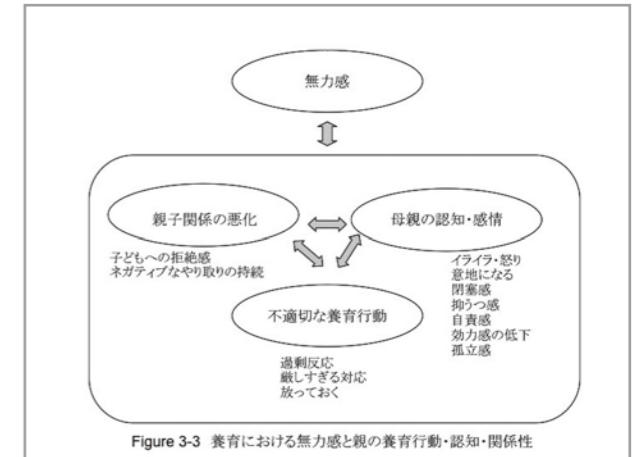 無力感
親子関係の悪化
母親の認知・感情
子どもへの拒絶感
ネガティブなやり取りの持続
イライラ・怒り
意地になる
閉塞感
抑うつ感
自責感
効力感の低下
孤立感
不適切な養育行動
過剰反応
厳しすぎる対応
放っておく
Figure 3-3 養育における無力感と親の養育行動・認知・関係性